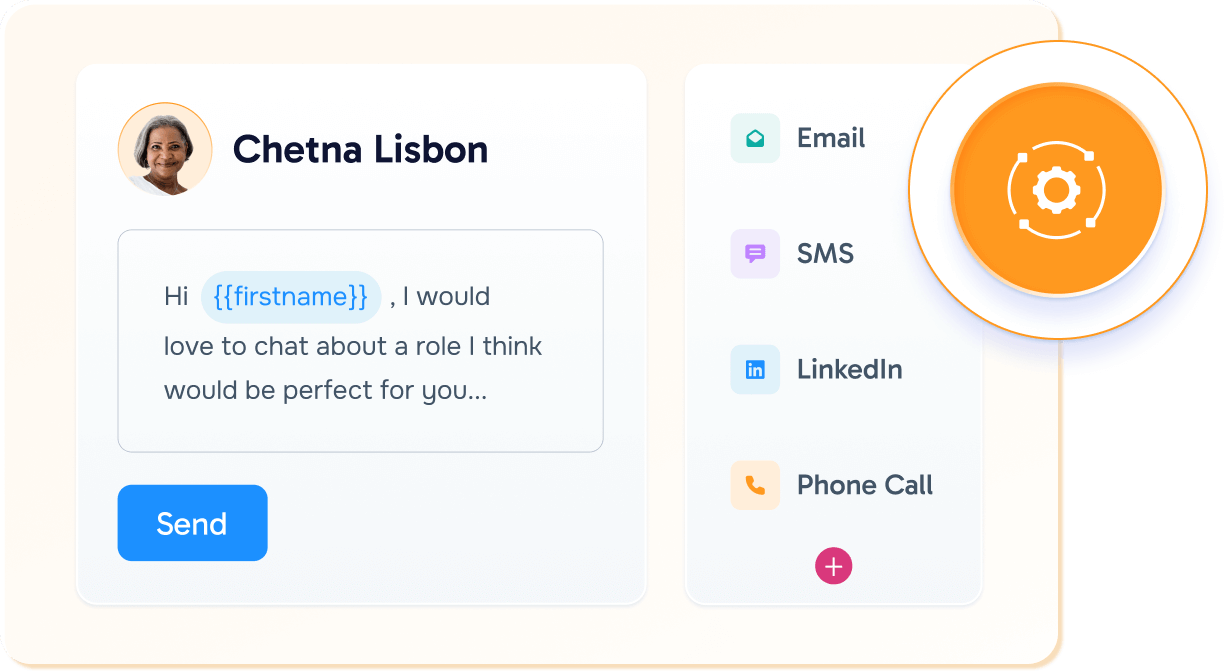 Chetna Lisbon
Hi {{firstname}} , I would
love to chat about a role I think
would be perfect for you...
Send
Email
SMS
LinkedIn
Phone Call